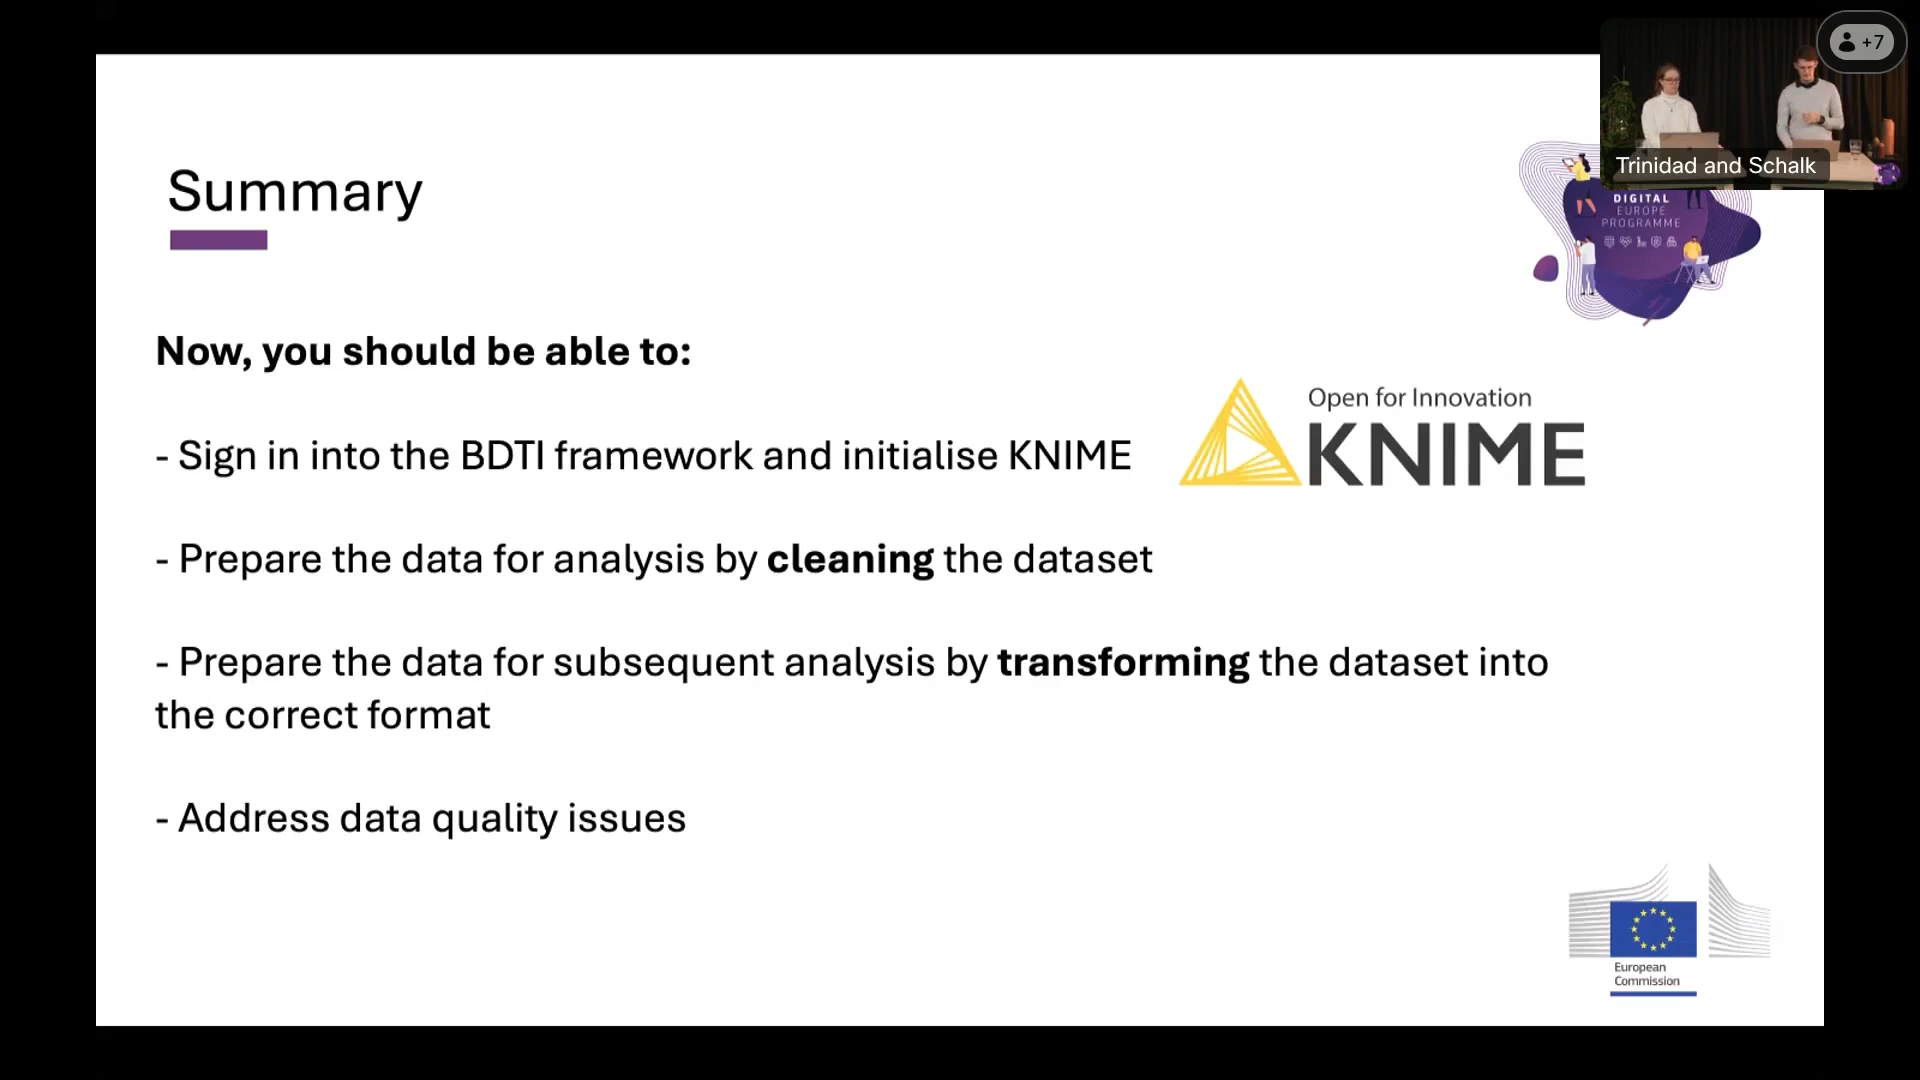 +7
Trinidad and Schalk
Summary
DIGITAL
EUROPE
PROGRAMME
Now, you should be able to:
Open for Innovation
KNIME
- Sign in into the BDTI framework and initialise KNIME
- Prepare the data for analysis by cleaning the dataset
- Prepare the data for subsequent analysis by transforming the dataset into
the correct format
- Address data quality issues
European
Commission